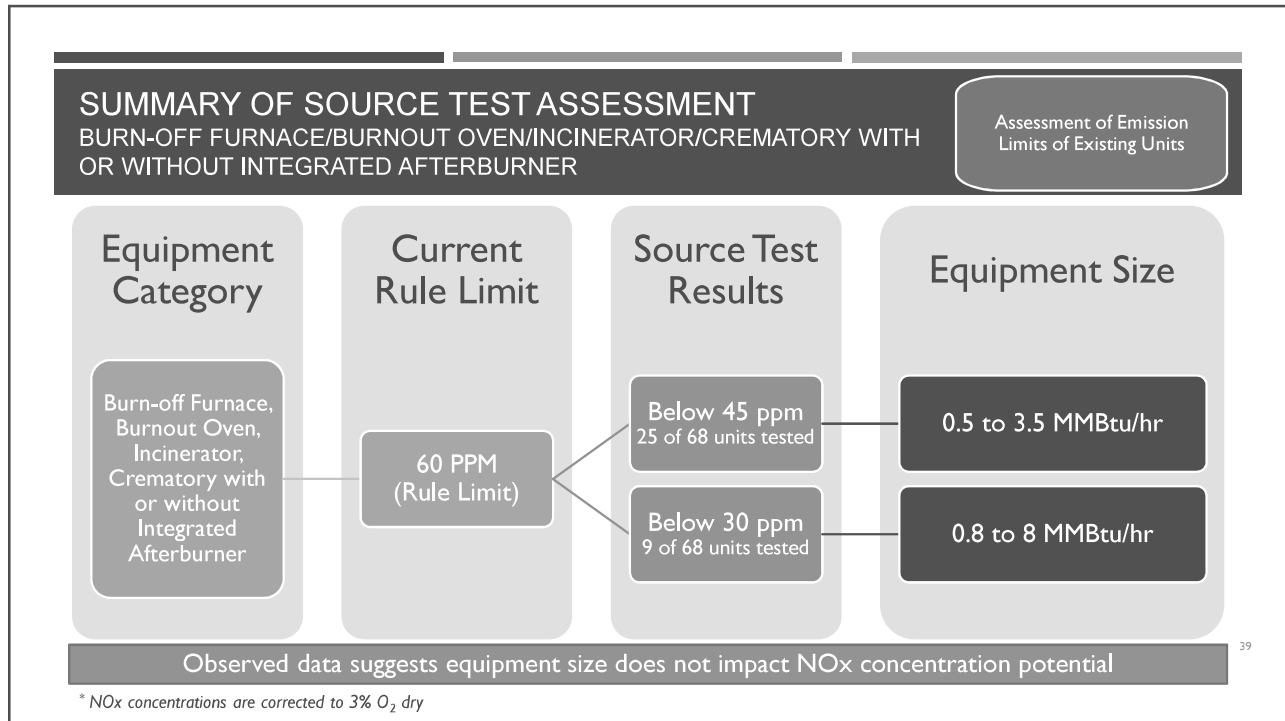 SUMMARY OF SOURCE TEST ASSESSMENT
BURN-OFF FURNACE/BURNOUT OVEN/INCINERATOR/CREMATORY WITH
OR WITHOUT INTEGRATED AFTERBURNER
Assessment of Emission
Limits of Existing Units
Equipment
Category
Burn-off Furnace,
Burnout Oven,
Incinerator,
Crematory with
or without
Integrated
Afterburner
Current
Rule Limit
60 PPM
(Rule Limit)
Source Test
Results
Below 45 ppm
25 of 68 units tested
Below 30 ppm
9 of 68 units tested
Equipment Size
0.5 to 3.5 MMBtu/hr
0.8 to 8 MMBtu/hr
Observed data suggests equipment size does not impact NOx concentration potential
39
* NOx concentrations are corrected to 3% O₂ dry